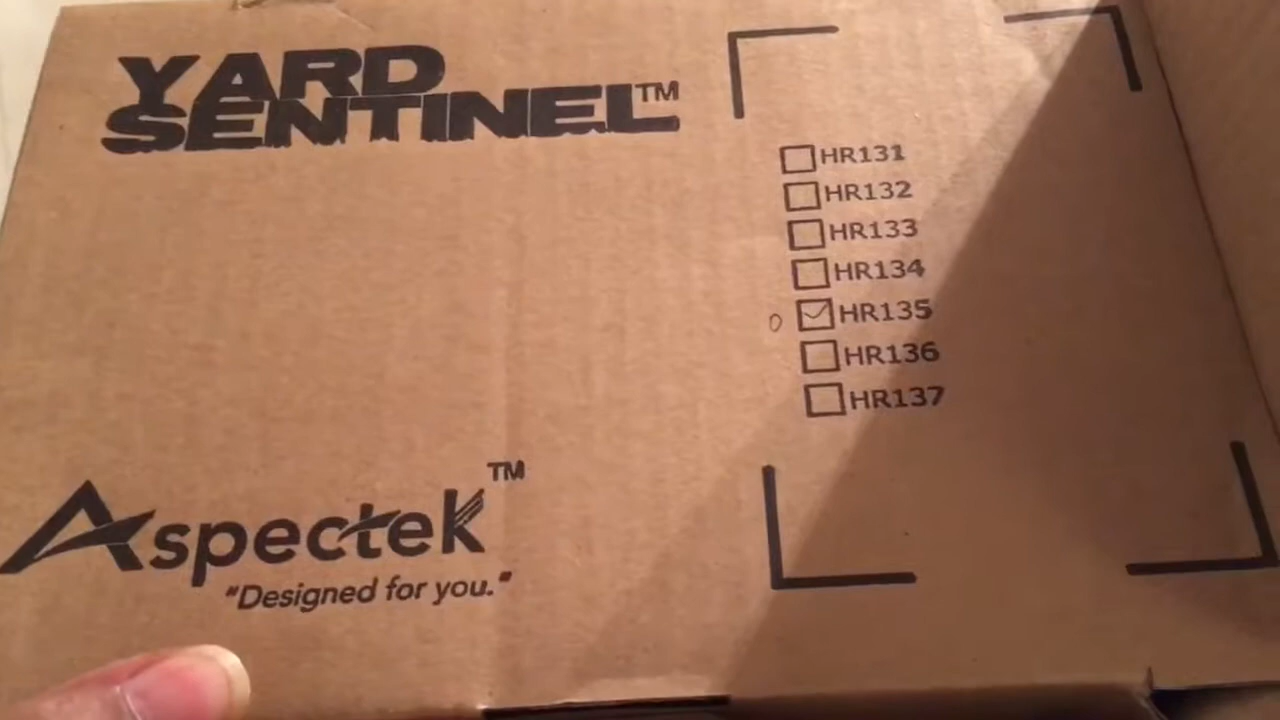 YARD
SENTINEL™
HR131
HR132
HR133
HR134
HR135
HR136
HR137
Aspectek™
"Designed for you."